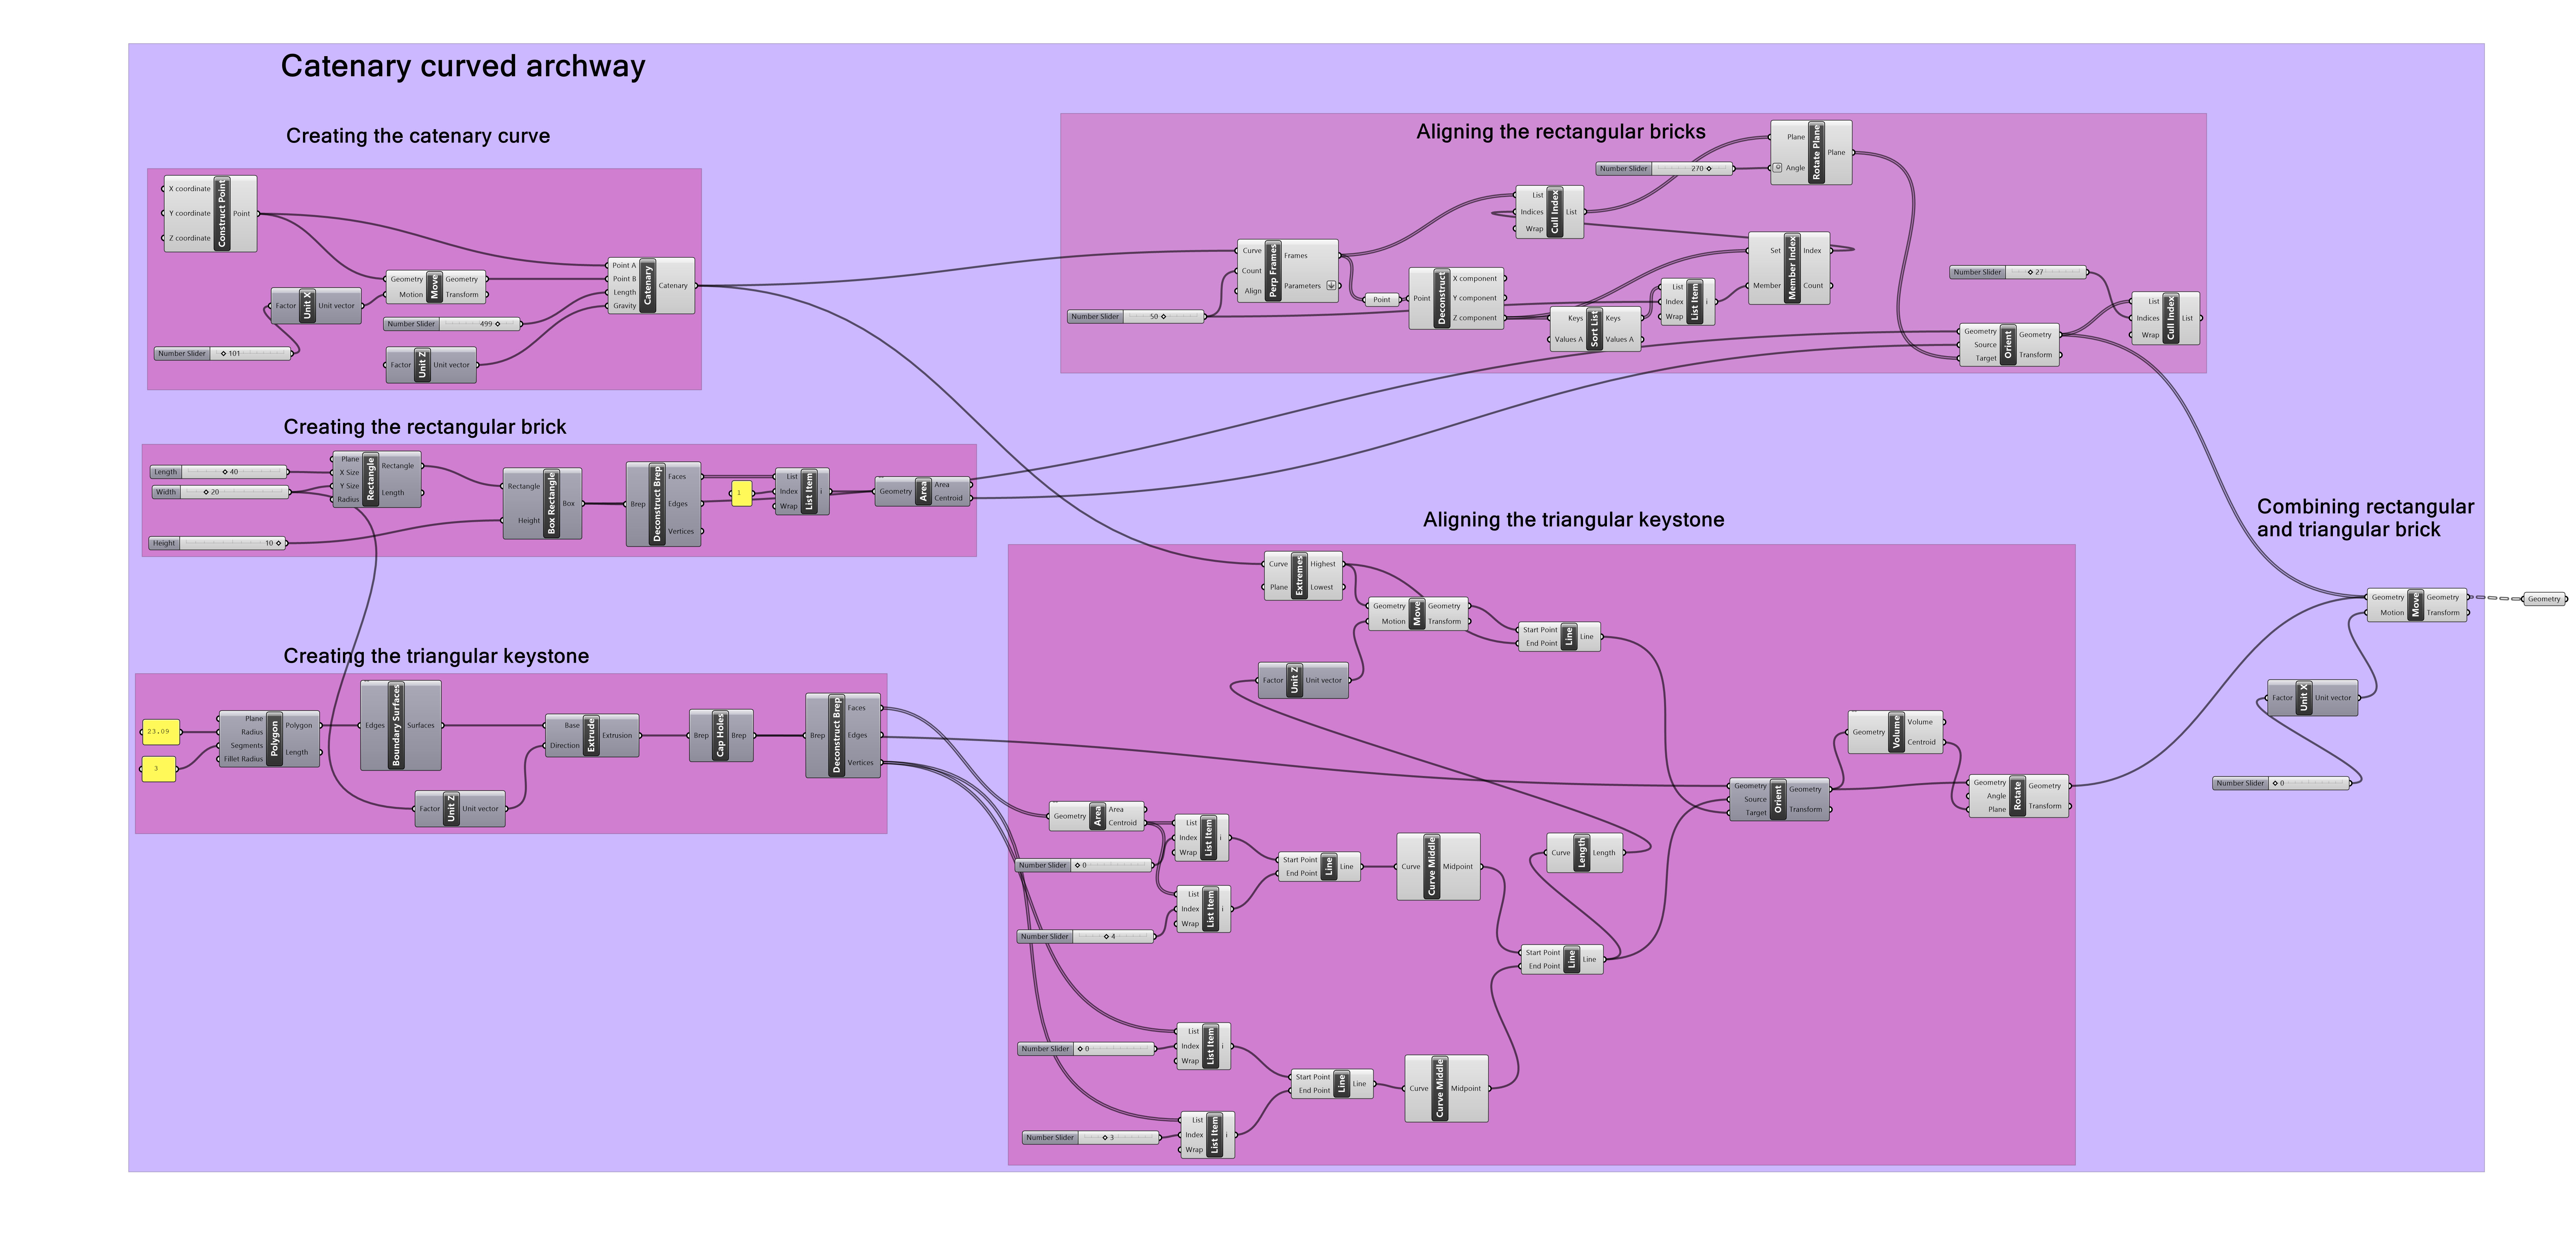 Catenary curved archway
Creating the catenary curve
X coordinate
Y coordinate
Z coordinate
Construct Point
Point
Factor
Unit X
Unit vector
Number Slider
101
Geometry
Motion
Move
Geometry
Transform
Number Slider
499
Factor
Unit Z
Unit vector
Point A
Point B
Length
Gravity
Catenary
Catenary
Creating the rectangular brick
Length
40
Width
20
Height
10
Plane
X Size
Y Size
Radius
Rectangle
Rectangle
Length
Rectangle
Height
Box Rectangle
Box
Brep
Deconstruct Brep
Faces
Edges
Vertices
1
List
Index
Wrap
List Item
i
Geometry
Area
Area
Centroid
Creating the triangular keystone
23.09
3
Plane
Radius
Segments
Fillet Radius
Polygon
Polygon
Length
Edges
Boundary Surfaces
Surfaces
Factor
Unit Z
Unit vector
Base
Direction
Extrude
Extrusion
Brep
Cap Holes
Brep
Brep
Deconstruct Brep
Faces
Edges
Vertices
Aligning the rectangular bricks
Number Slider
50
Curve
Count
Align
Perp Frames
Frames
Parameters
Point
Point
Deconstruct
X component
Y component
Z component
List
Indices
Wrap
Cull Index
List
Keys
Values A
Sort List
Keys
Values A
List
Index
Wrap
List Item
i
Number Slider
270
Set
Member
Member Index
Index
Count
Plane
Angle
Rotate Plane
Plane
Number Slider
27
Geometry
Source
Target
Orient
Geometry
Transform
List
Indices
Wrap
Cull Index
List
Aligning the triangular keystone
Curve
Plane
Extremes
Highest
Lowest
Geometry
Motion
Move
Geometry
Transform
Factor
Unit Z
Unit vector
Start Point
End Point
Line
Line
Geometry
Area
Area
Centroid
Number Slider
0
List
Index
Wrap
List Item
i
Number Slider
4
List
Index
Wrap
List Item
i
Start Point
End Point
Line
Line
Curve
Curve Middle
Midpoint
Curve
Length
Length
Start Point
End Point
Line
Line
Number Slider
0
List
Index
Wrap
List Item
i
Number Slider
3
List
Index
Wrap
List Item
i
Start Point
End Point
Line
Line
Curve
Curve Middle
Midpoint
Geometry
Source
Target
Orient
Geometry
Transform
Geometry
Volume
Volume
Centroid
Geometry
Angle
Plane
Rotate
Geometry
Transform
Combining rectangular
and triangular brick
Geometry
Motion
Move
Geometry
Transform
Geometry
Factor
Unit X
Unit vector
Number Slider
0